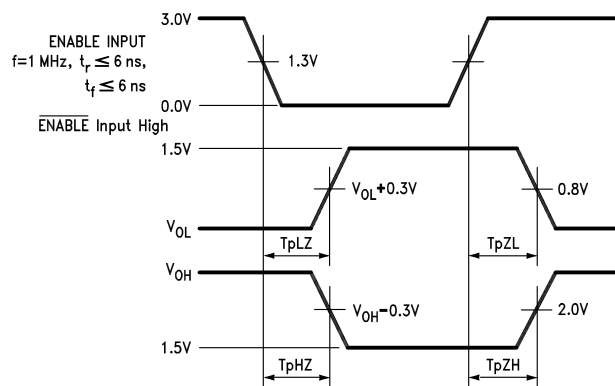 3.0V
ENABLE INPUT
f=1 MHz, tr ≤ 6 ns,
tf ≤ 6 ns
1.3V
0.0V
ENABLE Input High
1.5V
VOL+0.3V
0.8V
VOL
TpLZ
TpZL
VOH
VOH−0.3V
2.0V
1.5V
TpHZ
TpZH